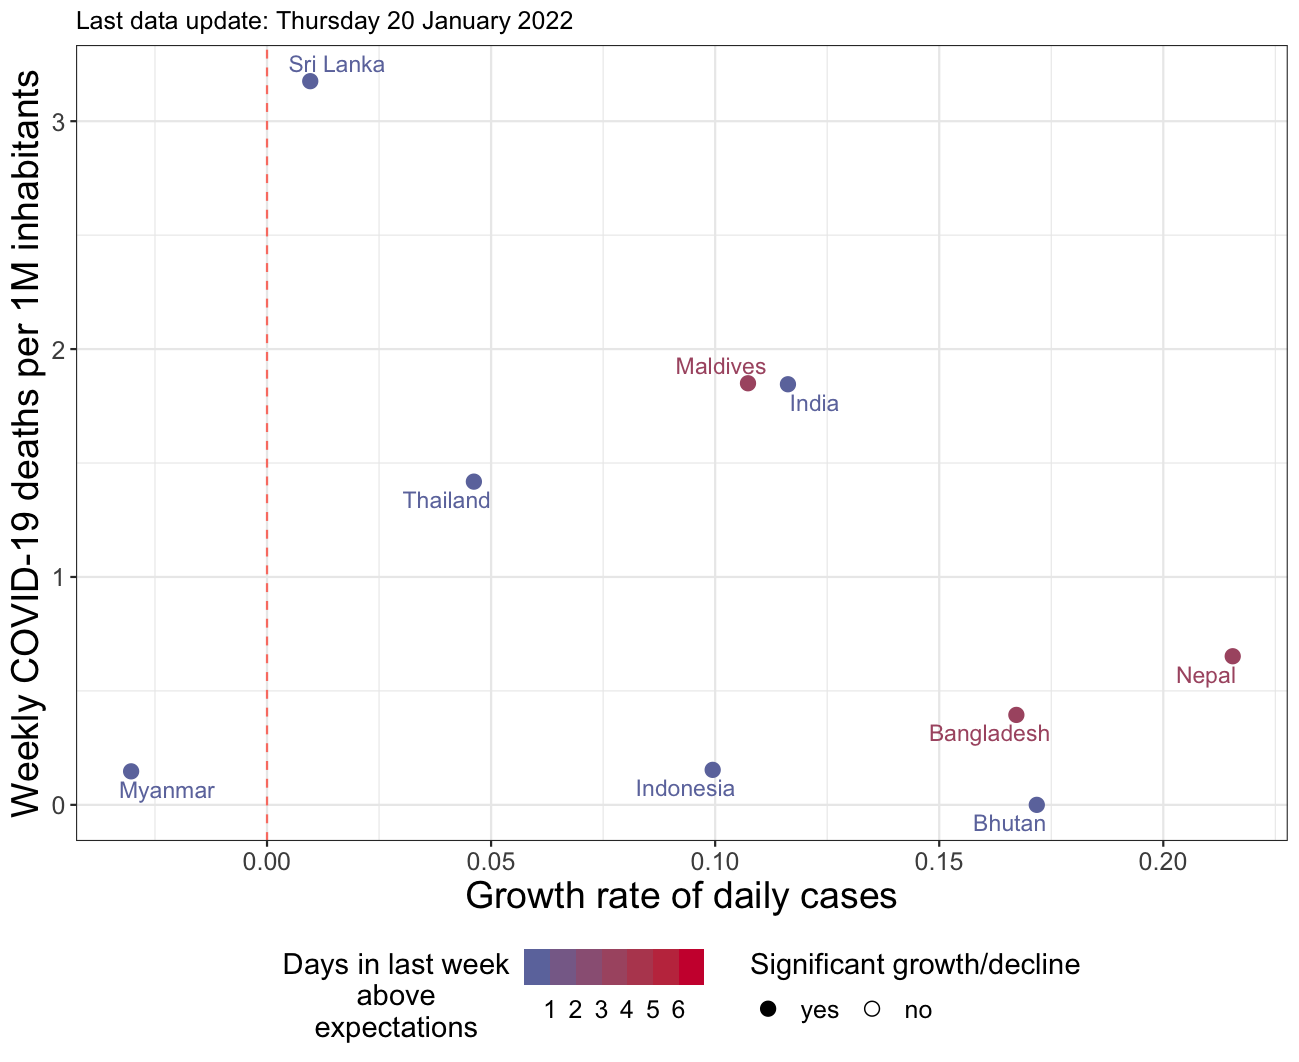 Last data update: Thursday 20 January 2022
Weekly COVID-19 deaths per 1M inhabitants
3
2
1
0
Sri Lanka
Maldives
India
Thailand
Nepal
Bangladesh
Myanmar
Indonesia
Bhutan
0.00 0.05 0.10 0.15 0.20
Growth rate of daily cases
Days in last week
above
expectations
1 2 3 4 5 6
Significant growth/decline
yes no